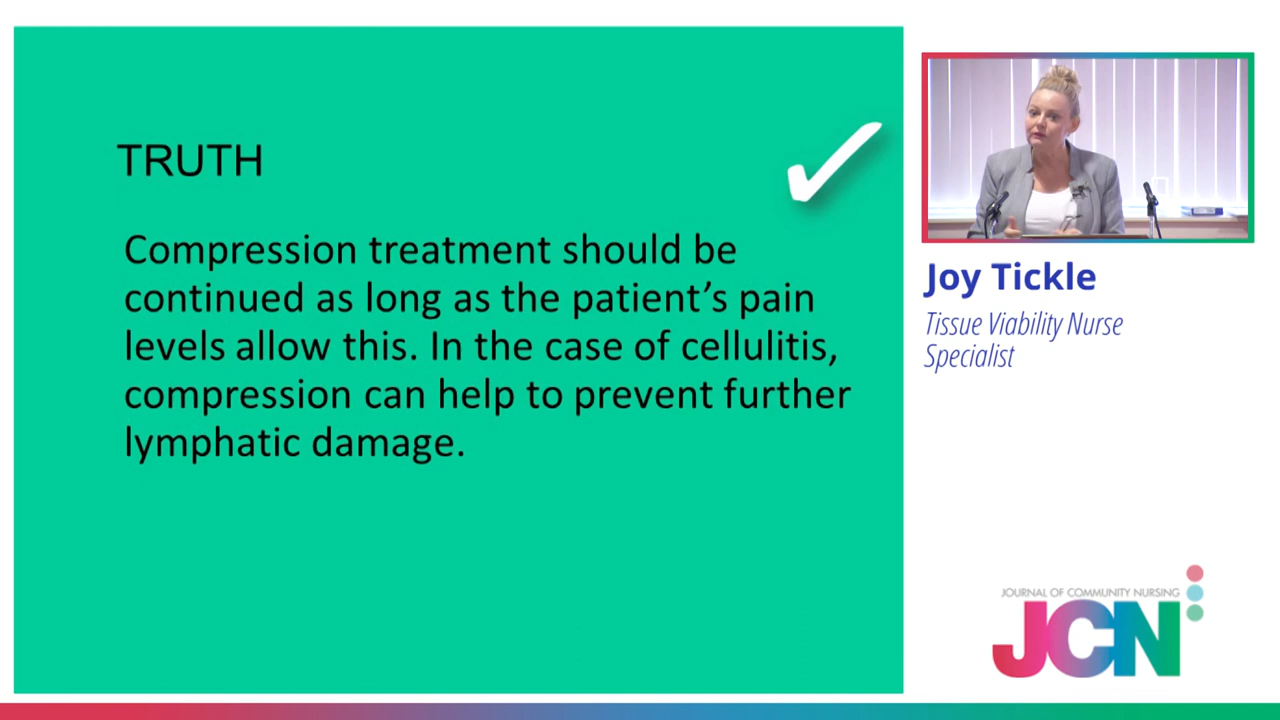 TRUTH
Compression treatment should be
continued as long as the patient’s pain
levels allow this. In the case of cellulitis,
compression can help to prevent further
lymphatic damage.
Joy Tickle
Tissue Viability Nurse
Specialist
JOURNAL OF COMMUNITY NURSING
JCN